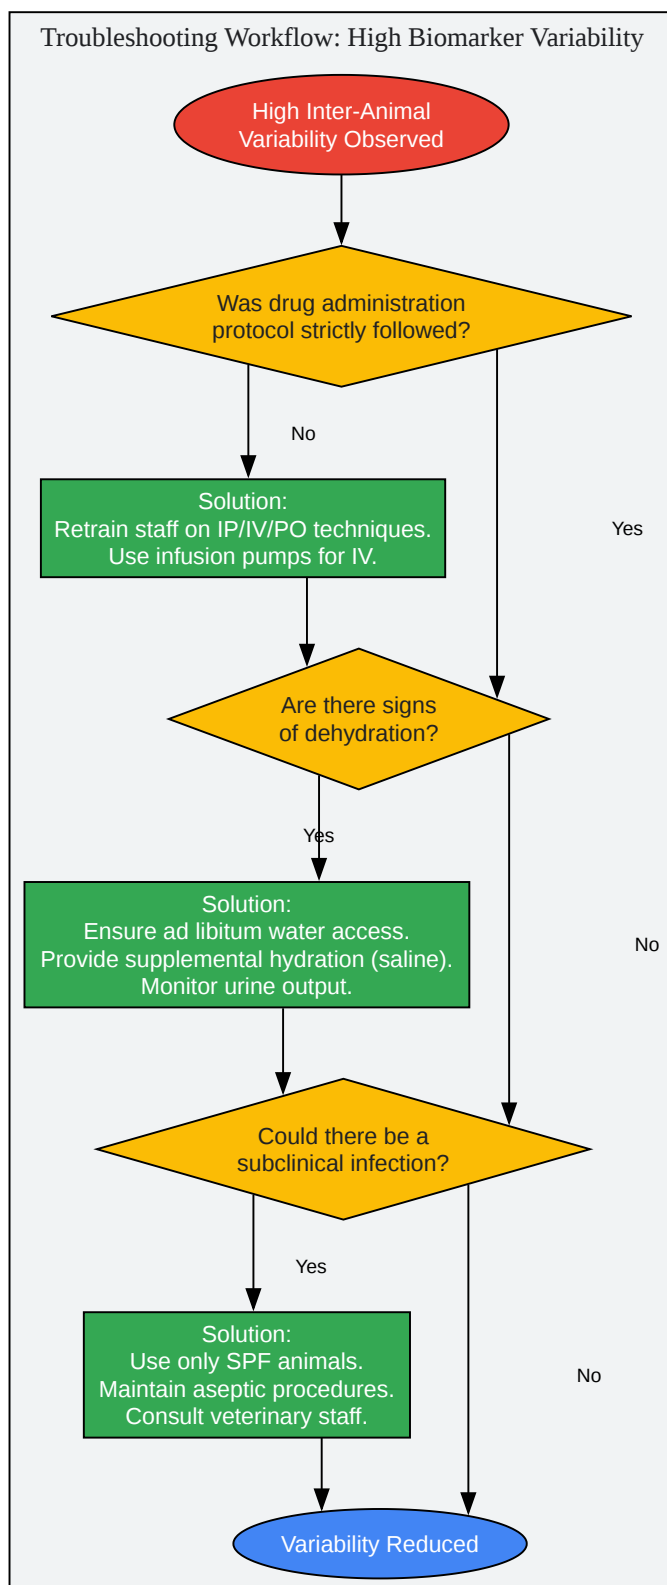 Troubleshooting Workflow: High Biomarker Variability
High Inter-Animal
Variability Observed
Was drug administration
protocol strictly followed?
No
Yes
Solution:
Retrain staff on IP/IV/PO techniques.
Use infusion pumps for IV.
Are there signs
of dehydration?
Yes
No
Solution:
Ensure ad libitum water access.
Provide supplemental hydration (saline).
Monitor urine output.
Could there be a
subclinical infection?
Yes
No
Solution:
Use only SPF animals.
Maintain aseptic procedures.
Consult veterinary staff.
Variability Reduced